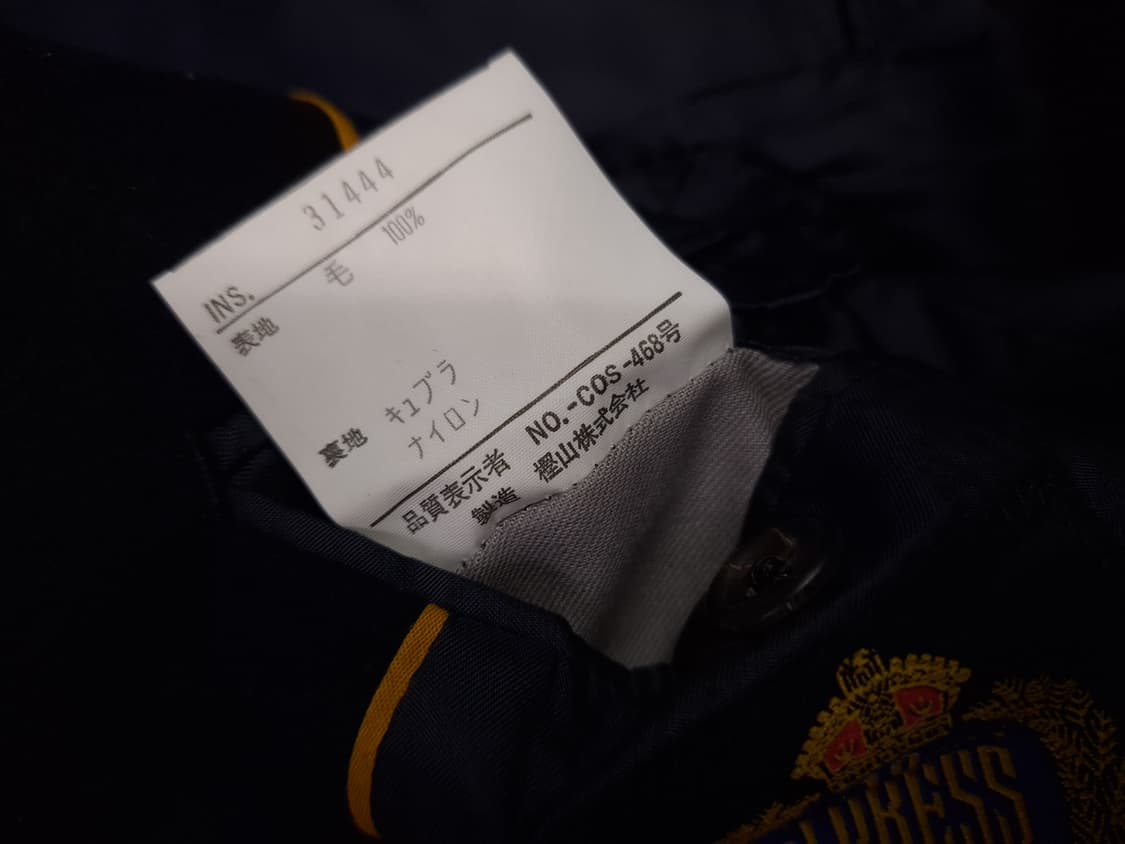 INS. 31444
表地 毛 100%
裏地 キュプラ
ナイロン
品質表示者 NO.-COS-468号
製造 樫山株式会社